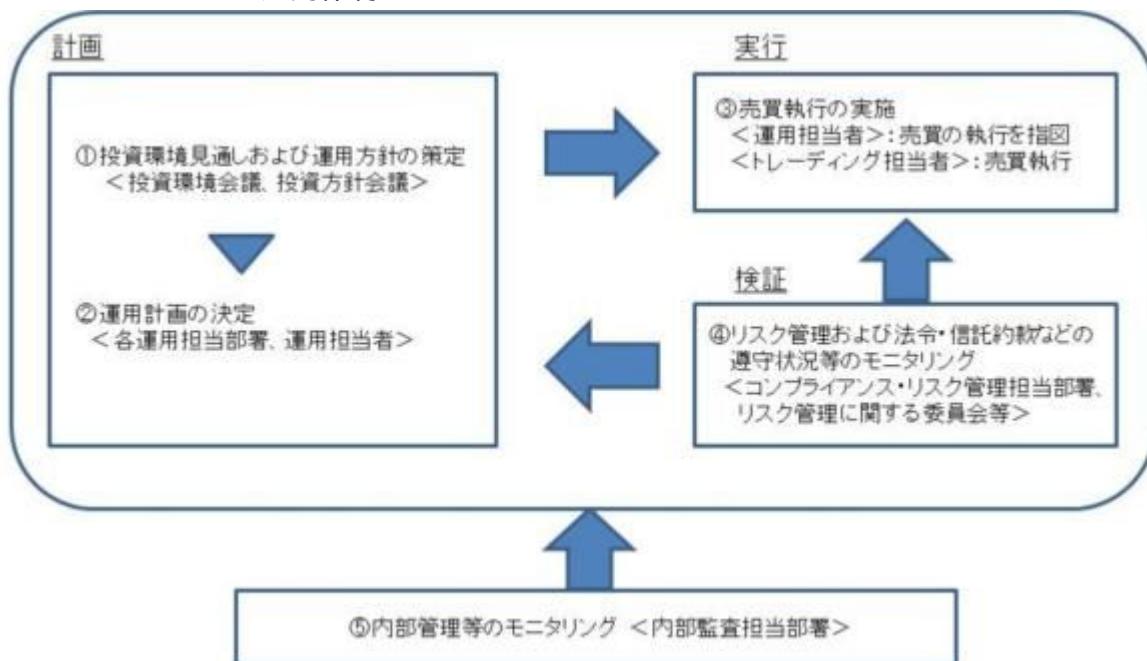 計画
①投資環境見通しおよび運用方針の策定
＜投資環境会議、投資方針会議＞
②運用計画の決定
＜各運用担当部署、運用担当者＞
実行
③売買執行の実施
＜運用担当者＞：売買の執行を指図
＜トレーディング担当者＞：売買執行
検証
④リスク管理および法令・信託約款などの
遵守状況等のモニタリング
＜コンプライアンス・リスク管理担当部署、
リスク管理に関する委員会等＞
⑤内部管理等のモニタリング ＜内部監査担当部署＞